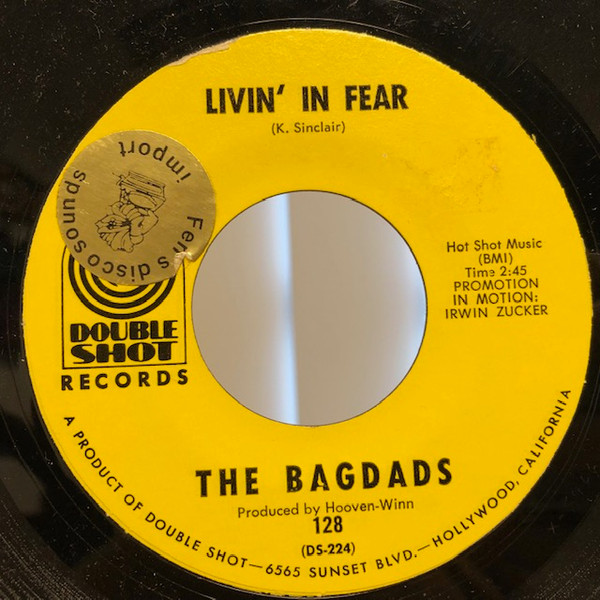 LIVIN' IN FEAR
(K. Sinclair)
Fen's disco sounds
import
Hot Shot Music
(BMI)
Time 2:45
PROMOTION
IN MOTION:
IRWIN ZUCKER
DOUBLE
SHOT
RECORDS
THE BAGDADS
Produced by Hooven-Winn
128
(DS-224)
A PRODUCT OF DOUBLE SHOT—6565 SUNSET BLVD.—HOLLYWOOD, CALIFORNIA